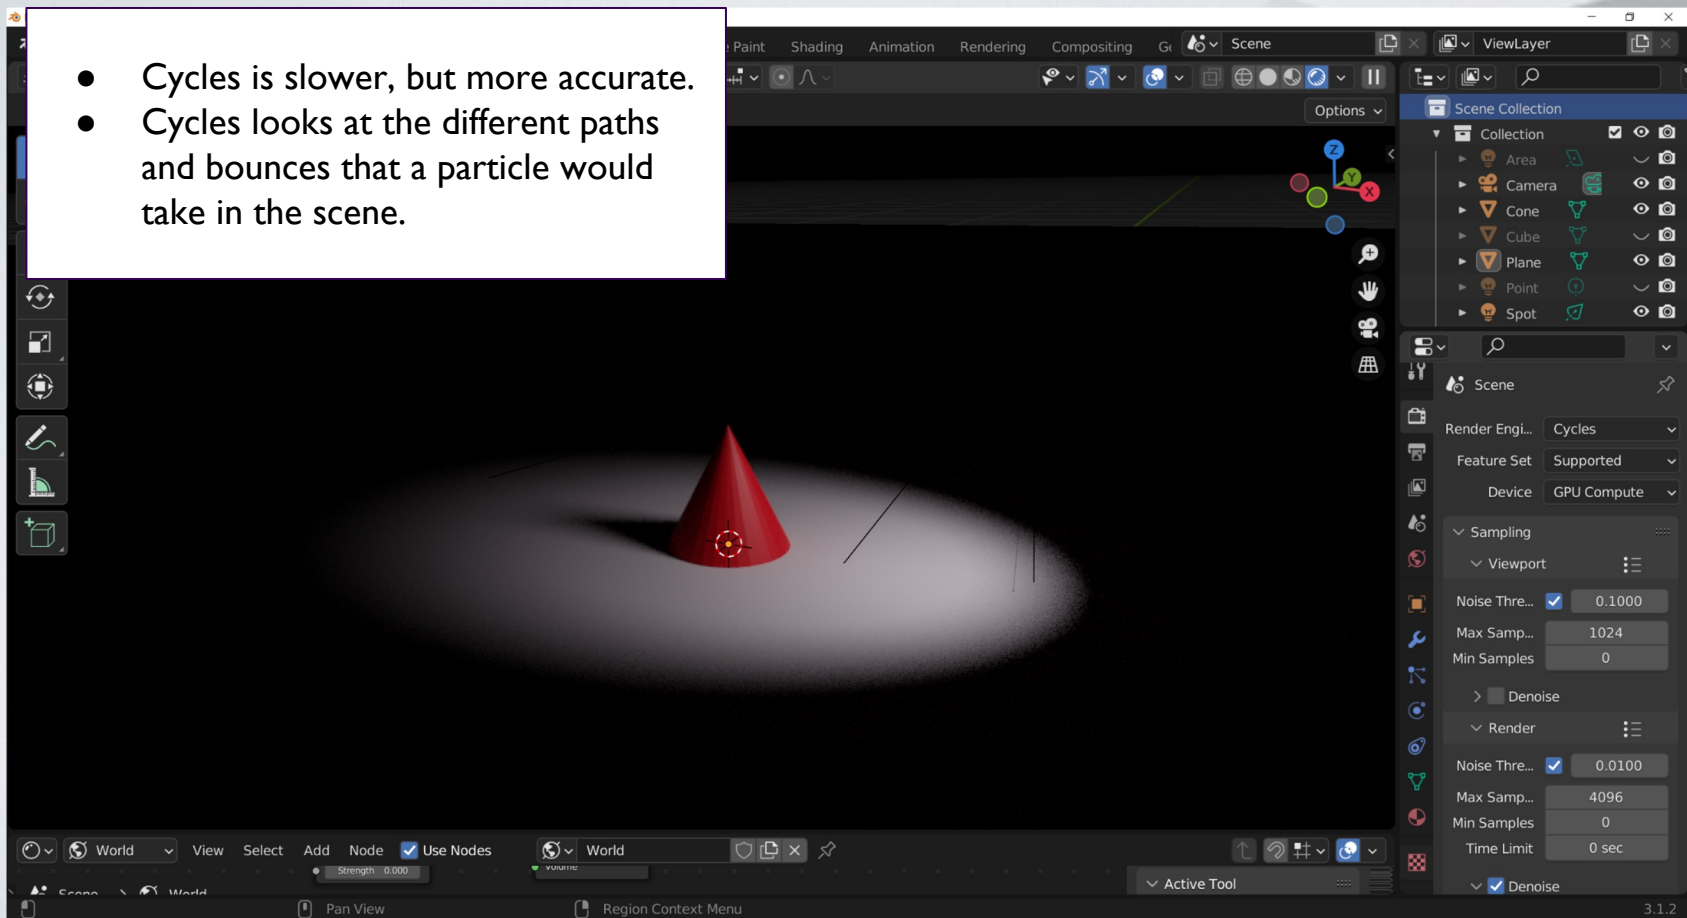 ● Cycles is slower, but more accurate.
● Cycles looks at the different paths
and bounces that a particle would
take in the scene.
Paint Shading Animation Rendering Compositing Ge Scene ViewLayer
Options
Z
Y
X
Scene Collection
Collection
Area
Camera
Cone
Cube
Plane
Point
Spot
Scene
Render Engi... Cycles
Feature Set Supported
Device GPU Compute
Sampling
Viewport
Noise Thre... 0.1000
Max Samp... 1024
Min Samples 0
Denoise
Render
Noise Thre... 0.0100
Max Samp... 4096
Min Samples 0
Time Limit 0 sec
Denoise
World View Select Add Node Use Nodes World
Strength 0.000 Volume
Scene > World
Active Tool
Pan View Region Context Menu 3.1.2